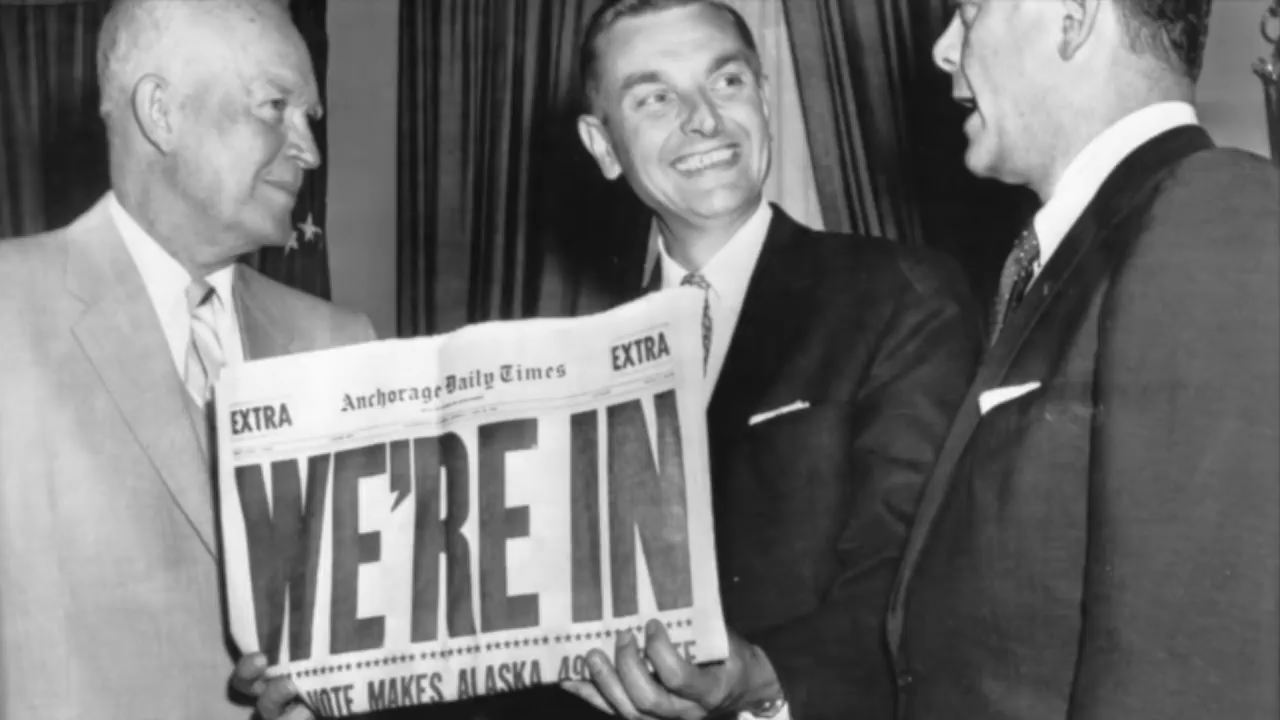 EXTRA
Anchorage Daily Times
EXTRA
WE'RE IN
VOTE MAKES ALASKA 49